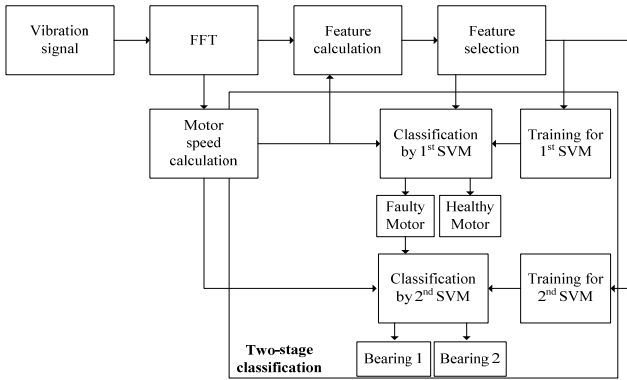 Vibration
signal
FFT
Feature
calculation
Feature
selection
Motor
speed
calculation
Classification
by 1st SVM
Training for
1st SVM
Faulty
Motor
Healthy
Motor
Classification
by 2nd SVM
Training for
2nd SVM
Two-stage
classification
Bearing 1
Bearing 2